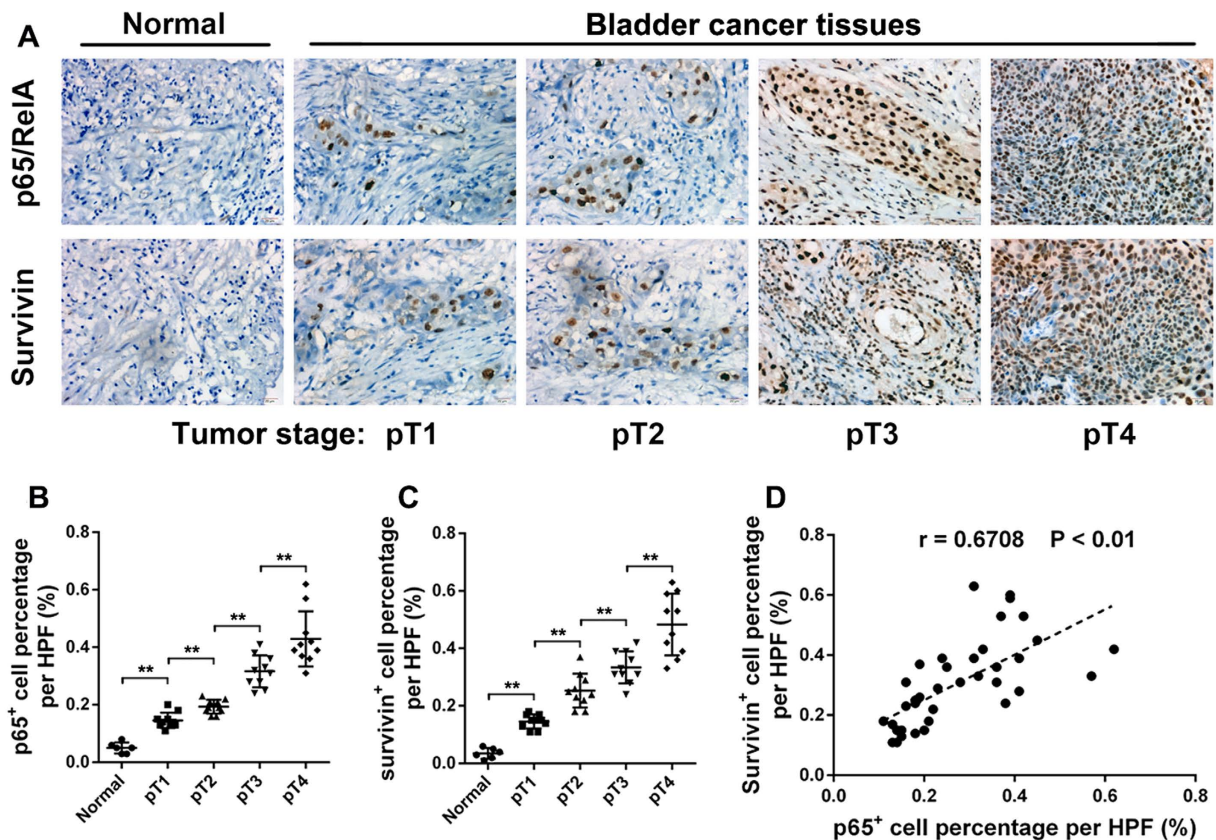 A
Normal
Bladder cancer tissues
p65/RelA
Survivin
Tumor stage: pT1 pT2 pT3 pT4
B
p65+ cell percentage
per HPF (%)
0.8
0.6
0.4
0.2
0.0
**
**
**
**
Normal
pT1
pT2
pT3
pT4
C
survivin+ cell percentage
per HPF (%)
0.8
0.6
0.4
0.2
0.0
**
**
**
**
Normal
pT1
pT2
pT3
pT4
D
Survivin+ cell percentage
per HPF (%)
r = 0.6708 P < 0.01
0.8
0.6
0.4
0.2
0.0
0.0 0.2 0.4 0.6 0.8
p65+ cell percentage per HPF (%)